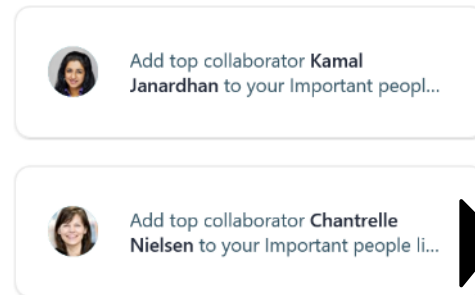 Add top collaborator Kamal
Janardhan to your Important peopl...
Add top collaborator Chantrelle
Nielsen to your Important people li...